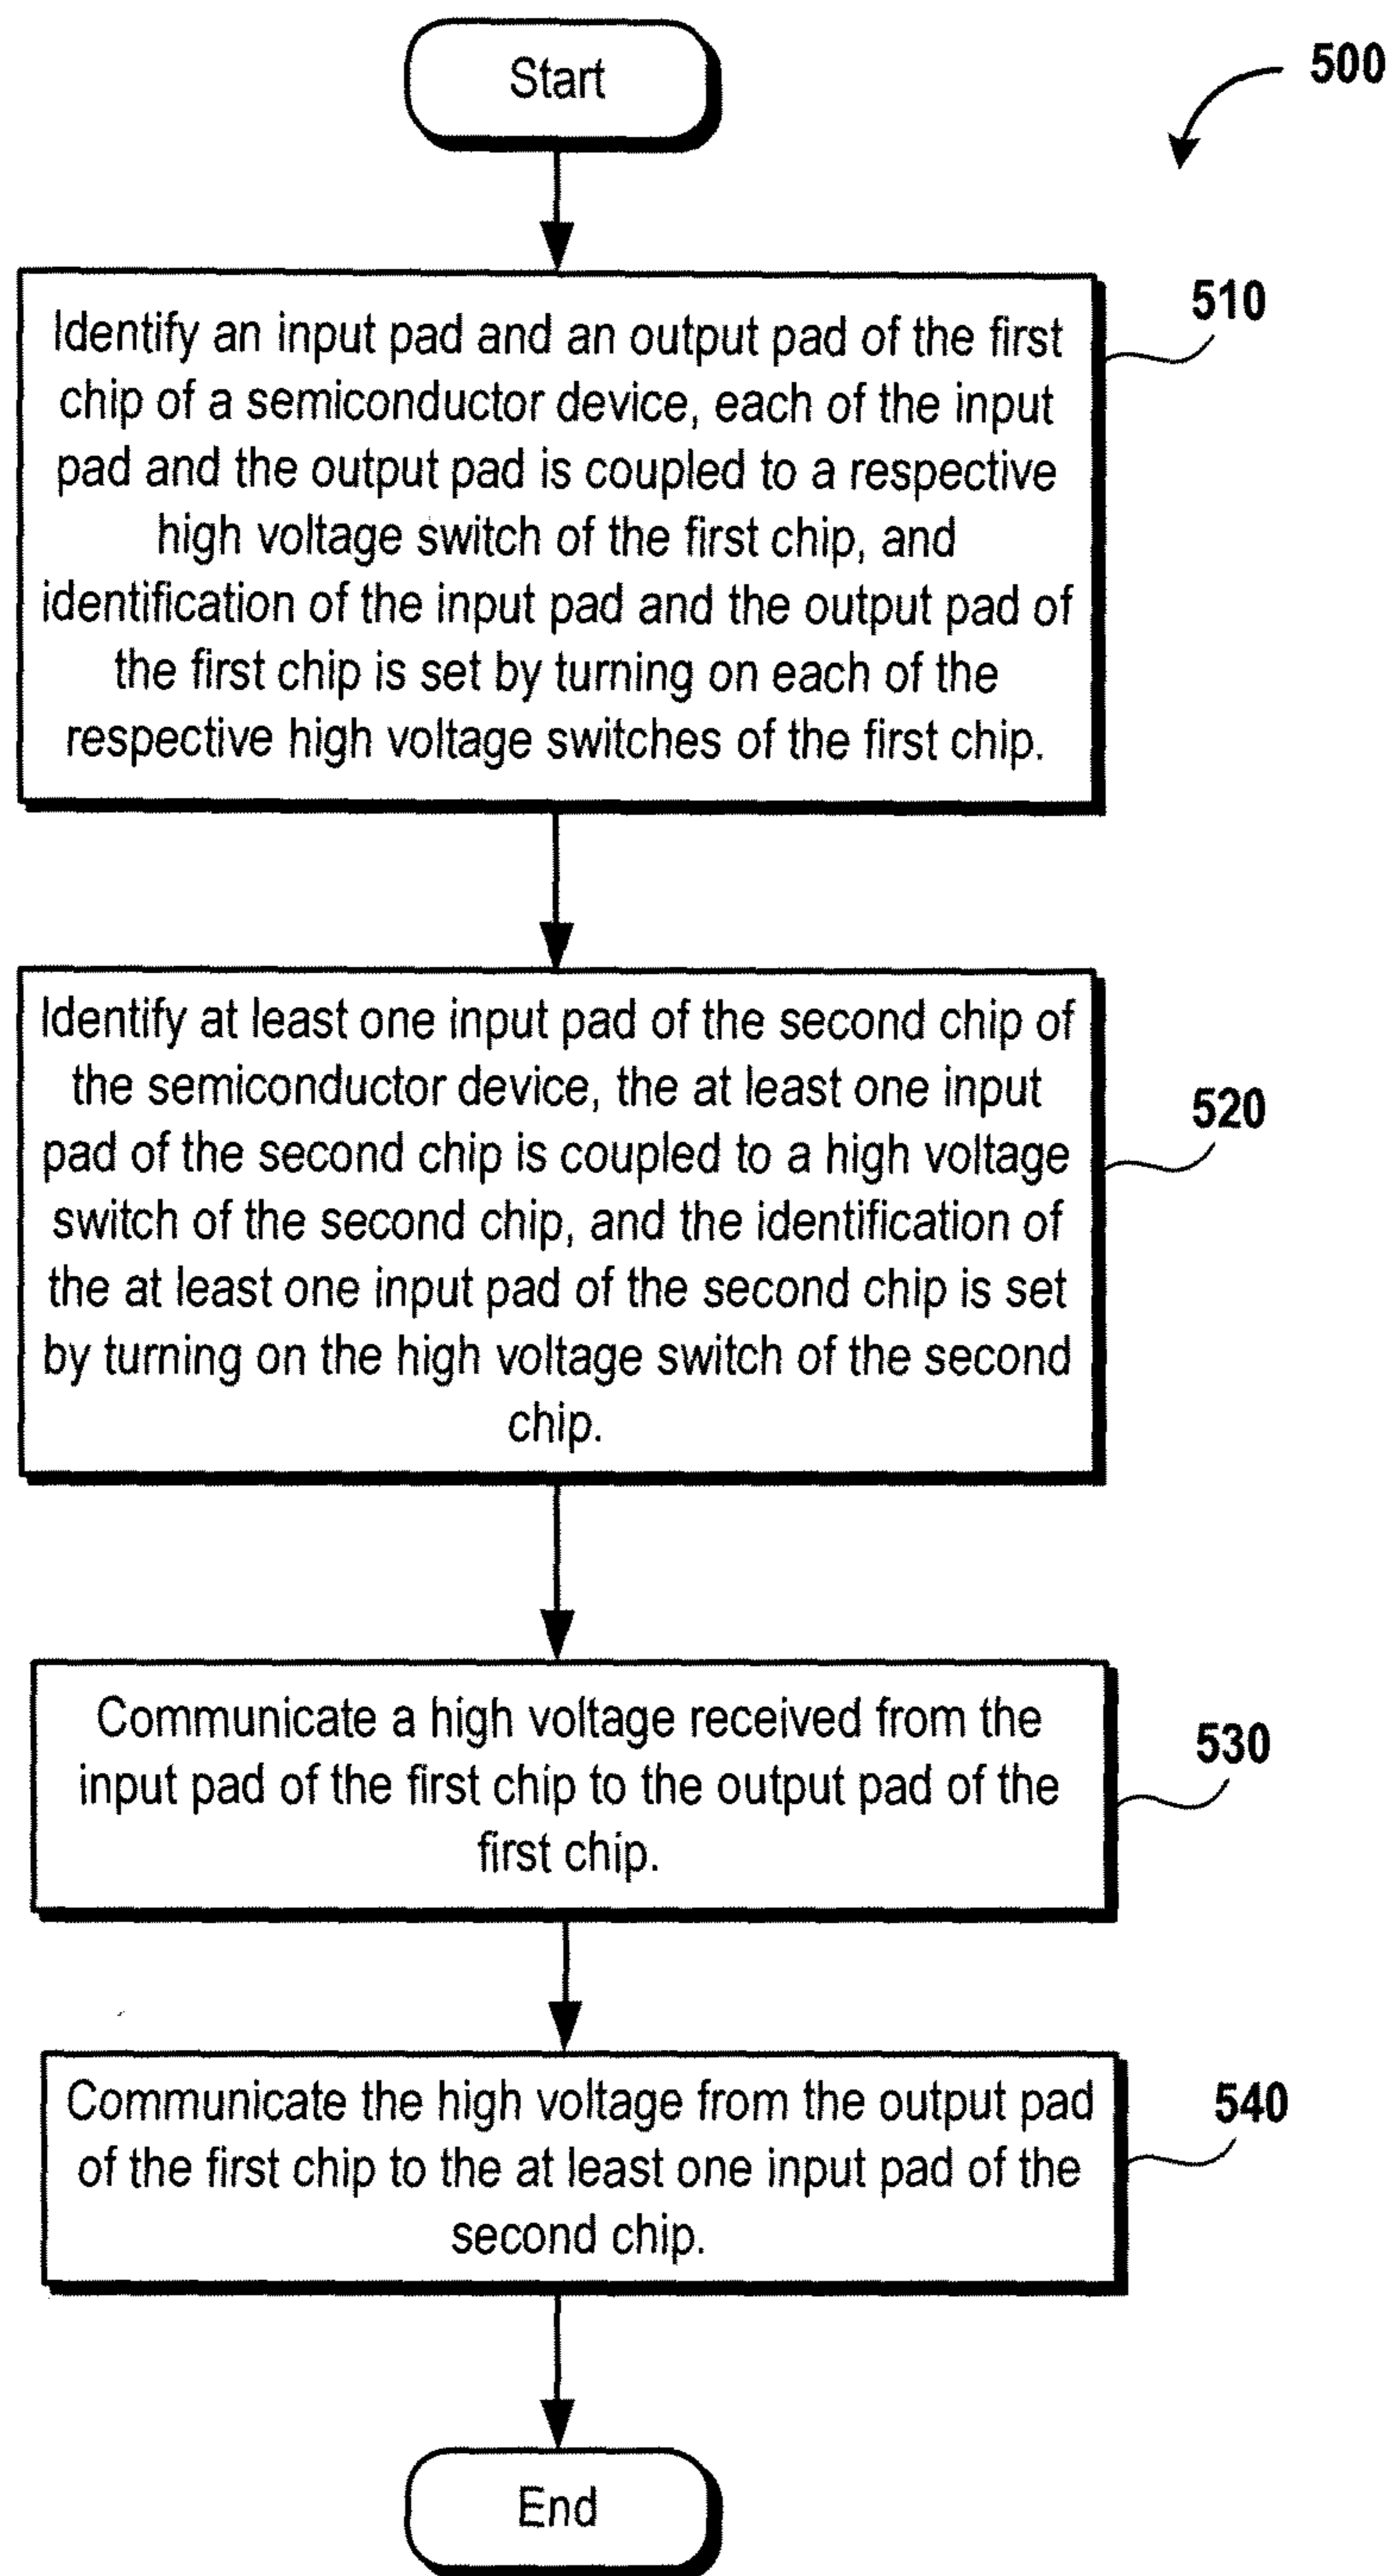 Start
500
Identify an input pad and an output pad of the first
chip of a semiconductor device, each of the input
pad and the output pad is coupled to a respective
high voltage switch of the first chip, and
identification of the input pad and the output pad of
the first chip is set by turning on each of the
respective high voltage switches of the first chip.
510
Identify at least one input pad of the second chip of
the semiconductor device, the at least one input
pad of the second chip is coupled to a high voltage
switch of the second chip, and the identification of
the at least one input pad of the second chip is set
by turning on the high voltage switch of the second
chip.
520
Communicate a high voltage received from the
input pad of the first chip to the output pad of the
first chip.
530
Communicate the high voltage from the output pad
of the first chip to the at least one input pad of the
second chip.
540
End